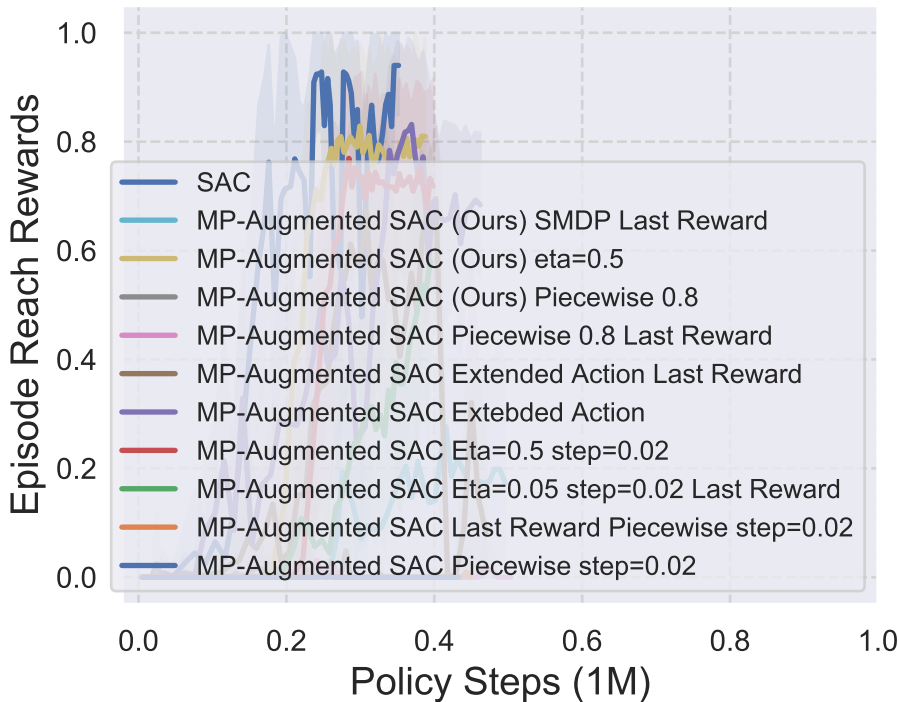 1.0
0.8
0.6
0.4
0.2
0.0
Episode Reach Rewards
SAC
MP-Augmented SAC (Ours) SMDP Last Reward
MP-Augmented SAC (Ours) eta=0.5
MP-Augmented SAC (Ours) Piecewise 0.8
MP-Augmented SAC Piecewise 0.8 Last Reward
MP-Augmented SAC Extended Action Last Reward
MP-Augmented SAC Extebded Action
MP-Augmented SAC Eta=0.5 step=0.02
MP-Augmented SAC Eta=0.05 step=0.02 Last Reward
MP-Augmented SAC Last Reward Piecewise step=0.02
MP-Augmented SAC Piecewise step=0.02
0.0 0.2 0.4 0.6 0.8 1.0
Policy Steps (1M)